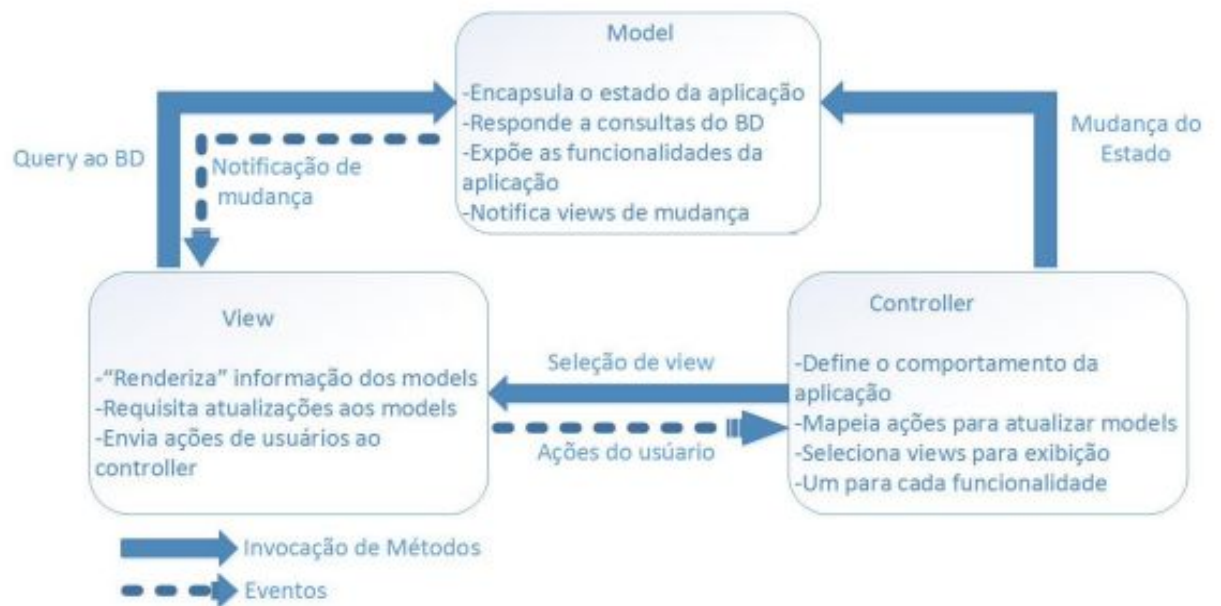 Model
-Encapsula o estado da aplicação
-Responde a consultas do BD
-Expõe as funcionalidades da
aplicação
-Notifica views de mudança
Query ao BD
Notificação de
mudança
Mudança do
Estado
View
-“Renderiza” informação dos models
-Requisita atualizações aos models
-Envia ações de usuários ao
controller
Seleção de view
Ações do usúario
Controller
-Define o comportamento da
aplicação
-Mapeia ações para atualizar models
-Seleciona views para exibição
-Um para cada funcionalidade
Invocação de Métodos
Eventos